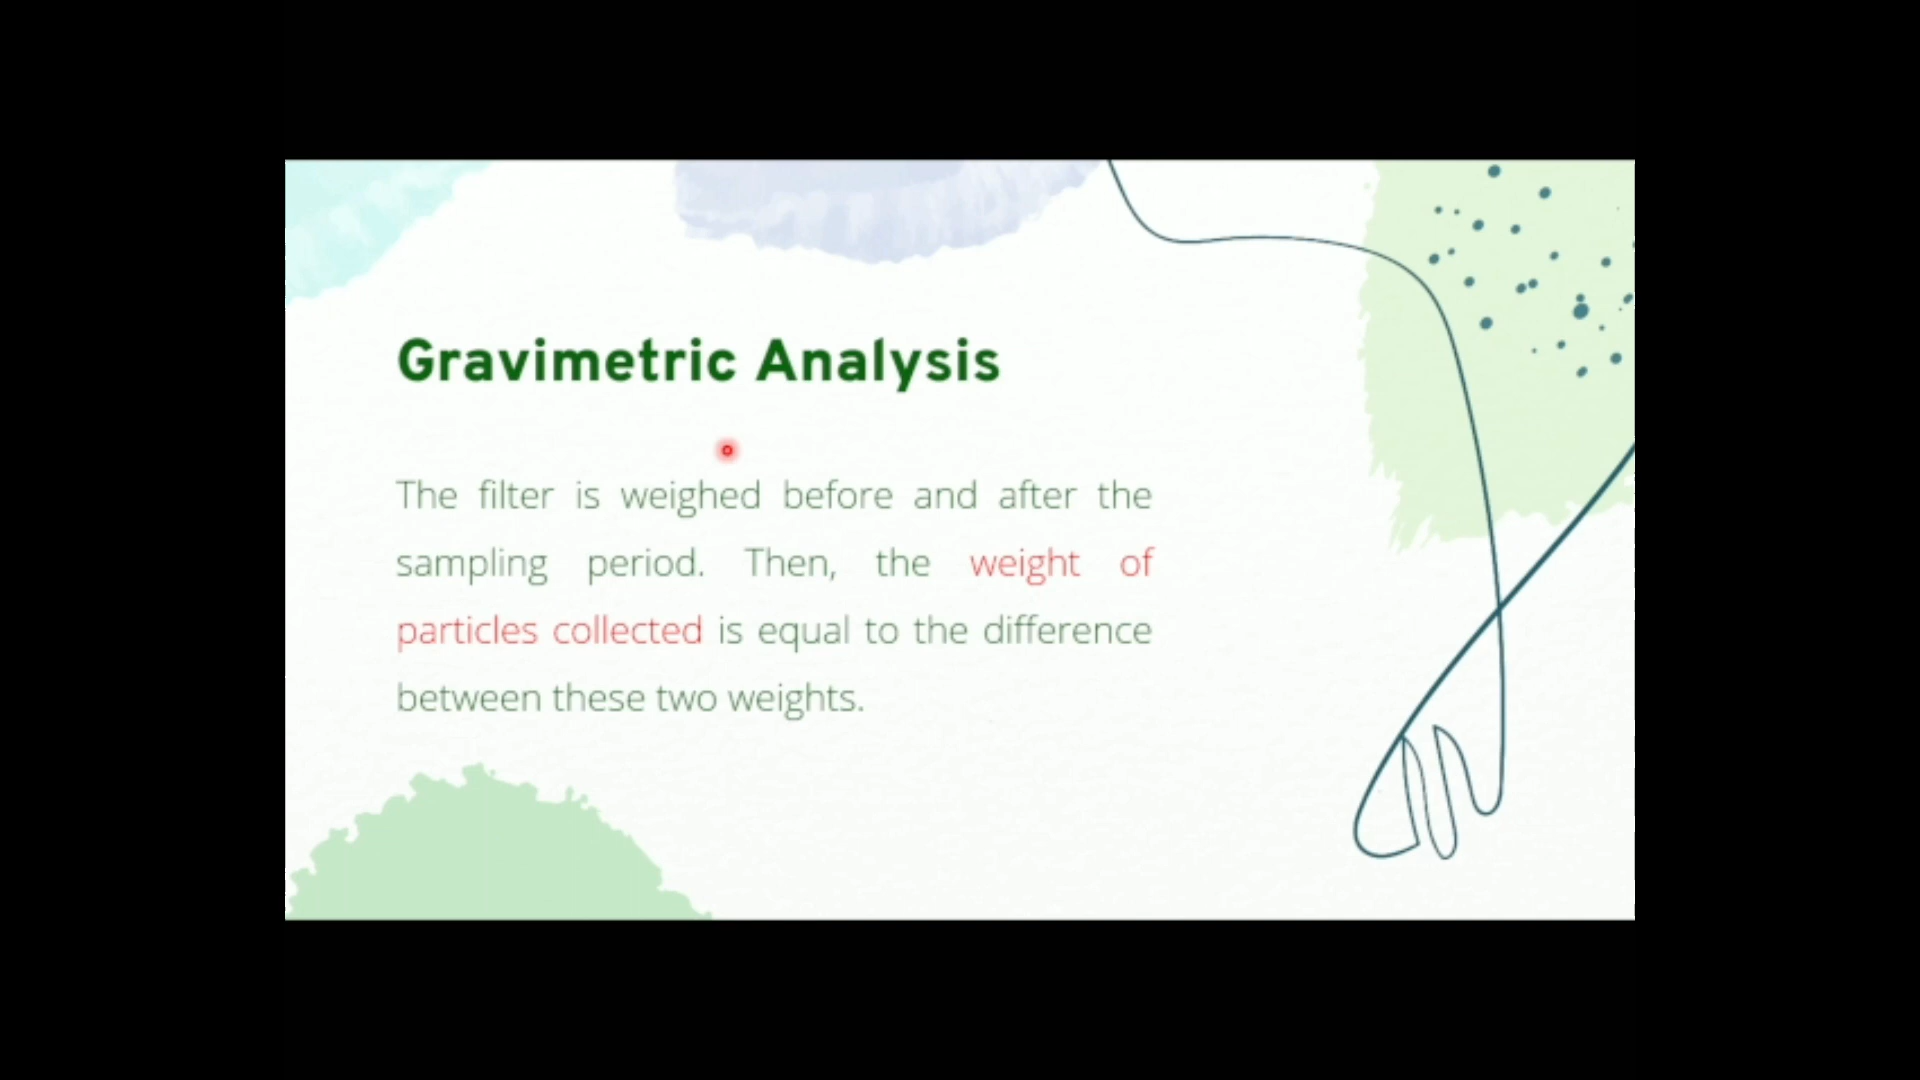 Gravimetric Analysis
The filter is weighed before and after the
sampling period. Then, the weight of
particles collected is equal to the difference
between these two weights.